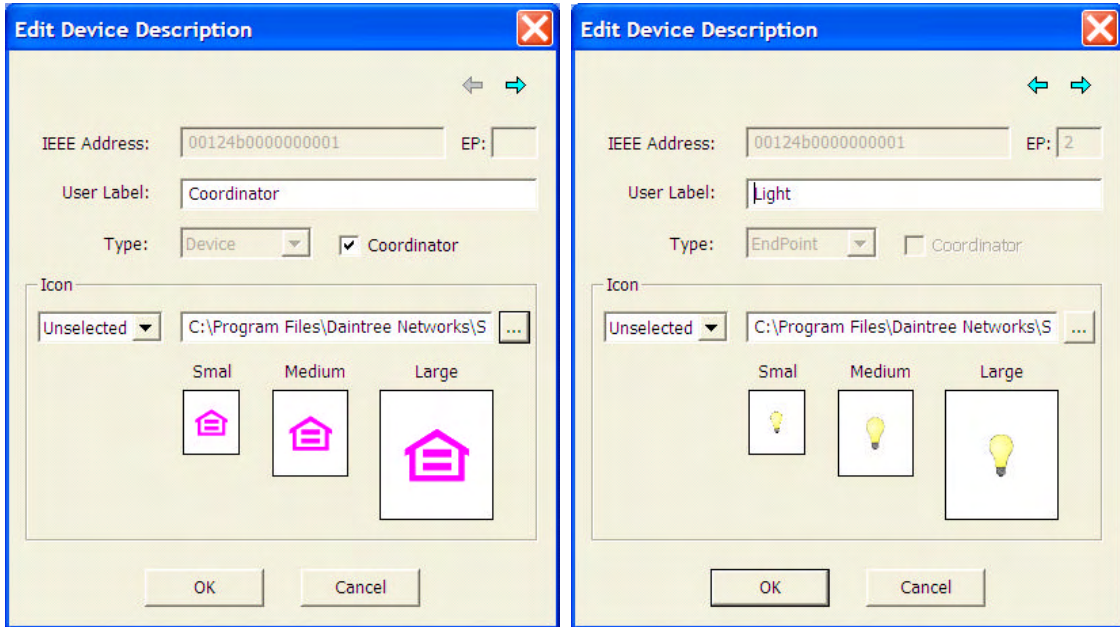 Edit Device Description
IEEE Address: 00124b0000000001 EP:
User Label: Coordinator
Type: Device Coordinator
Icon
Unselected C:\Program Files\Daintree Networks\S ...
Smal Medium Large
OK Cancel
Edit Device Description
IEEE Address: 00124b0000000001 EP: 2
User Label: Light
Type: EndPoint Coordinator
Icon
Unselected C:\Program Files\Daintree Networks\S ...
Smal Medium Large
OK Cancel